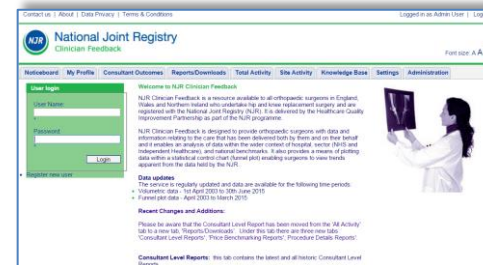 Contact us | About | Data Privacy | Terms & Conditions
Logged in as Admin User | Log
NJR
National Joint Registry
Clinician Feedback
Font size: A A
Noticeboard My Profile Consultant Outcomes Reports/Downloads Total Activity Site Activity Knowledge Base Settings Administration
User login
User Name
*
Password
*
Login
Register new user
Welcome to NJR Clinician Feedback
NJR Clinician Feedback is a resource available to all orthopaedic surgeons in England,
Wales and Northern Ireland who undertake hip and knee replacement surgery and are
registered with the National Joint Registry (NJR). It is delivered by the Healthcare Quality
Improvement Partnership as part of the NJR programme.
NJR Clinician Feedback is designed to provide orthopaedic surgeons with data and
information relating to the care that has been delivered both by them and on their behalf
and it enables an analysis of data within the wider context of hospital, sector (NHS and
Independent Healthcare), and national benchmarks. It also provides a means of plotting
data within a statistical control chart (funnel plot) enabling surgeons to view trends
apparent from the data held by the NJR.
Data updates
The service is regularly updated and data are available for the following time periods:
Volumetric data - 1st April 2003 to 30th June 2015
Funnel plot data - April 2003 to March 2015
Recent Changes and Additions:
Please be aware that the Consultant Level Report has been moved from the 'All Activity'
tab to a new tab, 'Reports/Downloads'. Under this tab there are three new tabs
'Consultant Level Reports', 'Price Benchmarking Reports', 'Procedure Details Reports'.
Consultant Level Reports: this tab contains the latest and all historic Consultant Level
Reports